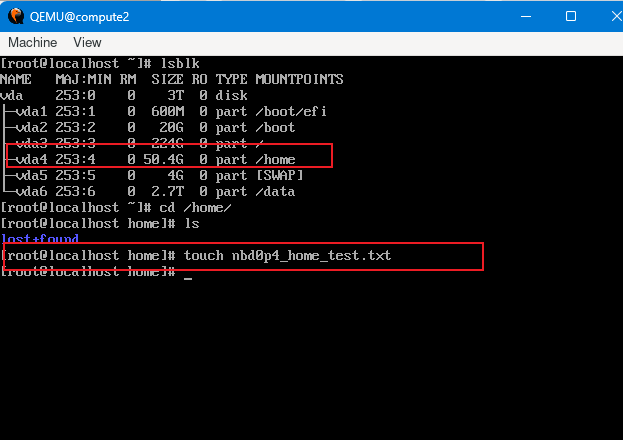 QEMU@compute2
Machine View
[root@localhost ~]# lsblk
NAME   MAJ:MIN RM  SIZE RO TYPE MOUNTPOINTS
vda    253:0    0    3T  0 disk
├─vda1 253:1    0  600M  0 part /boot/efi
├─vda2 253:2    0   20G  0 part /boot
├─vda3 253:3    0  224G  0 part /
├─vda4 253:4    0 50.4G  0 part /home
├─vda5 253:5    0    4G  0 part [SWAP]
└─vda6 253:6    0  2.7T  0 part /data
[root@localhost ~]# cd /home/
[root@localhost home]# ls
lost+found
[root@localhost home]# touch nbd0p4_home_test.txt
[root@localhost home]# _